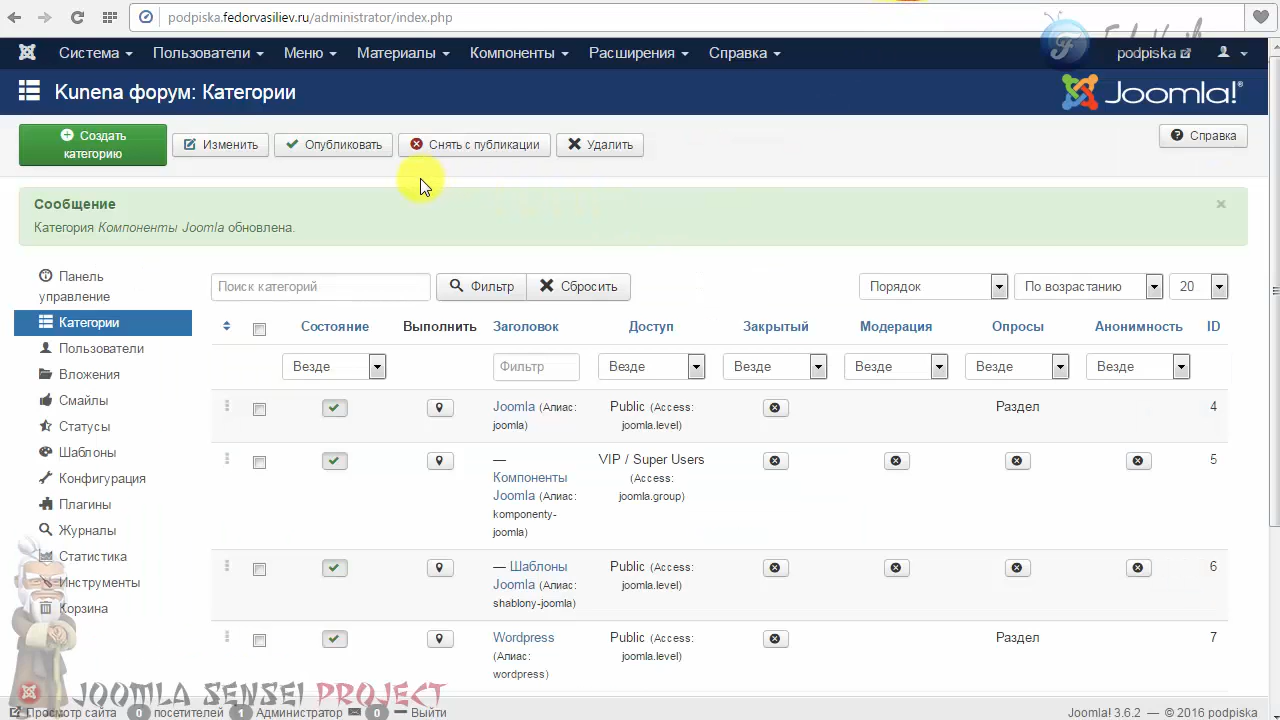 podpiska.fedorvasiliev.ru/administrator/index.php
Система Пользователи Меню Материалы Компоненты Расширения Справка podpiska
Kunena форум: Категории
Joomla!®
Создать категорию
Изменить
Опубликовать
Снять с публикации
Удалить
Справка
Сообщение
Категория Компоненты Joomla обновлена.
Панель управление
Категории
Пользователи
Вложения
Смайлы
Статусы
Шаблоны
Конфигурация
Плагины
Журналы
Статистика
Инструменты
Корзина
Поиск категорий Фильтр Сбросить Порядок По возрастанию 20
Состояние Выполнить Заголовок Доступ Закрытый Модерация Опросы Анонимность ID
Везде Фильтр Везде Везде Везде Везде Везде
Joomla (Алиас: Public (Access: Раздел 4
joomla) joomla.level)
— VIP / Super Users 5
Компоненты (Access:
Joomla (Алиас: joomla.group)
komponenty-
joomla)
— Шаблоны Public (Access: 6
Joomla (Алиас: joomla.level)
shablony-joomla)
Wordpress Public (Access: Раздел 7
(Алиас: joomla.level)
wordpress)
JOOMLA SENSEI PROJECT
Просмотр сайта 0 посетителей 1 Администратор 0 Выйти Joomla! 3.6.2 — © 2016 podpiska